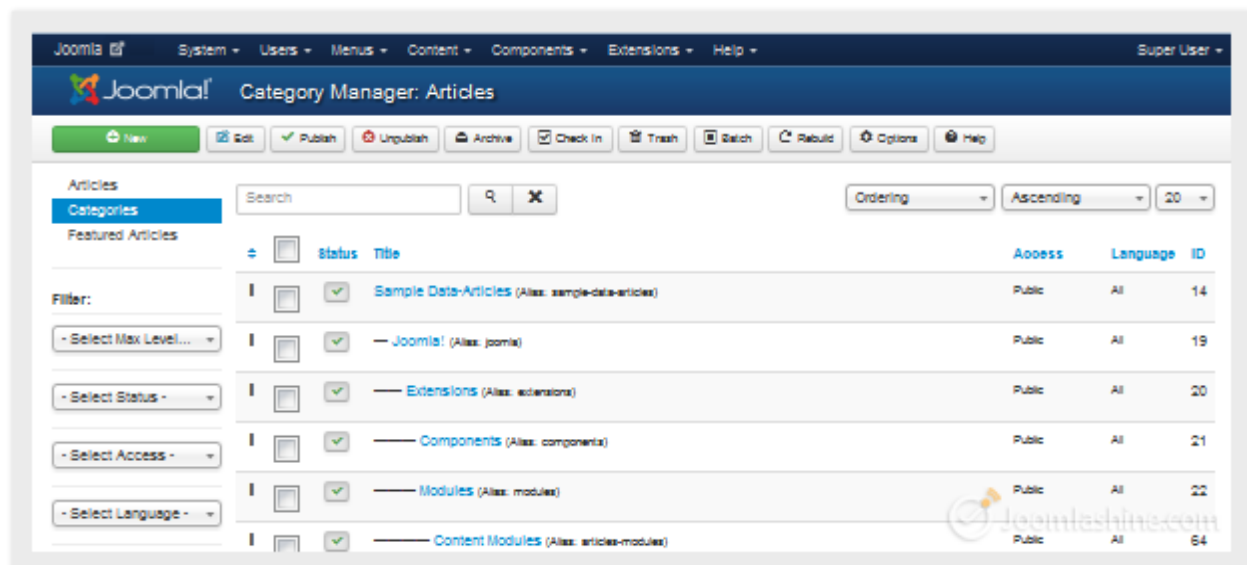 Joomla System Users Menus Content Components Extensions Help Super User
Joomla! Category Manager: Articles
New Edit Publish Unpublish Archive Check In Trash Batch Rebuild Options Help
Articles
Categories
Featured Articles
Search Ordering Ascending 20
Status Title Access Language ID
Filter:
- Select Max Level...
- Select Status -
- Select Access -
- Select Language -
Sample Data-Articles (Alias: sample-data-articles) Public All 14
— Joomla! (Alias: joomla) Public All 19
—— Extensions (Alias: extensions) Public All 20
——— Components (Alias: components) Public All 21
——— Modules (Alias: modules) Public All 22
———— Content Modules (Alias: articles-modules) Public All 64
Joomlashine.com